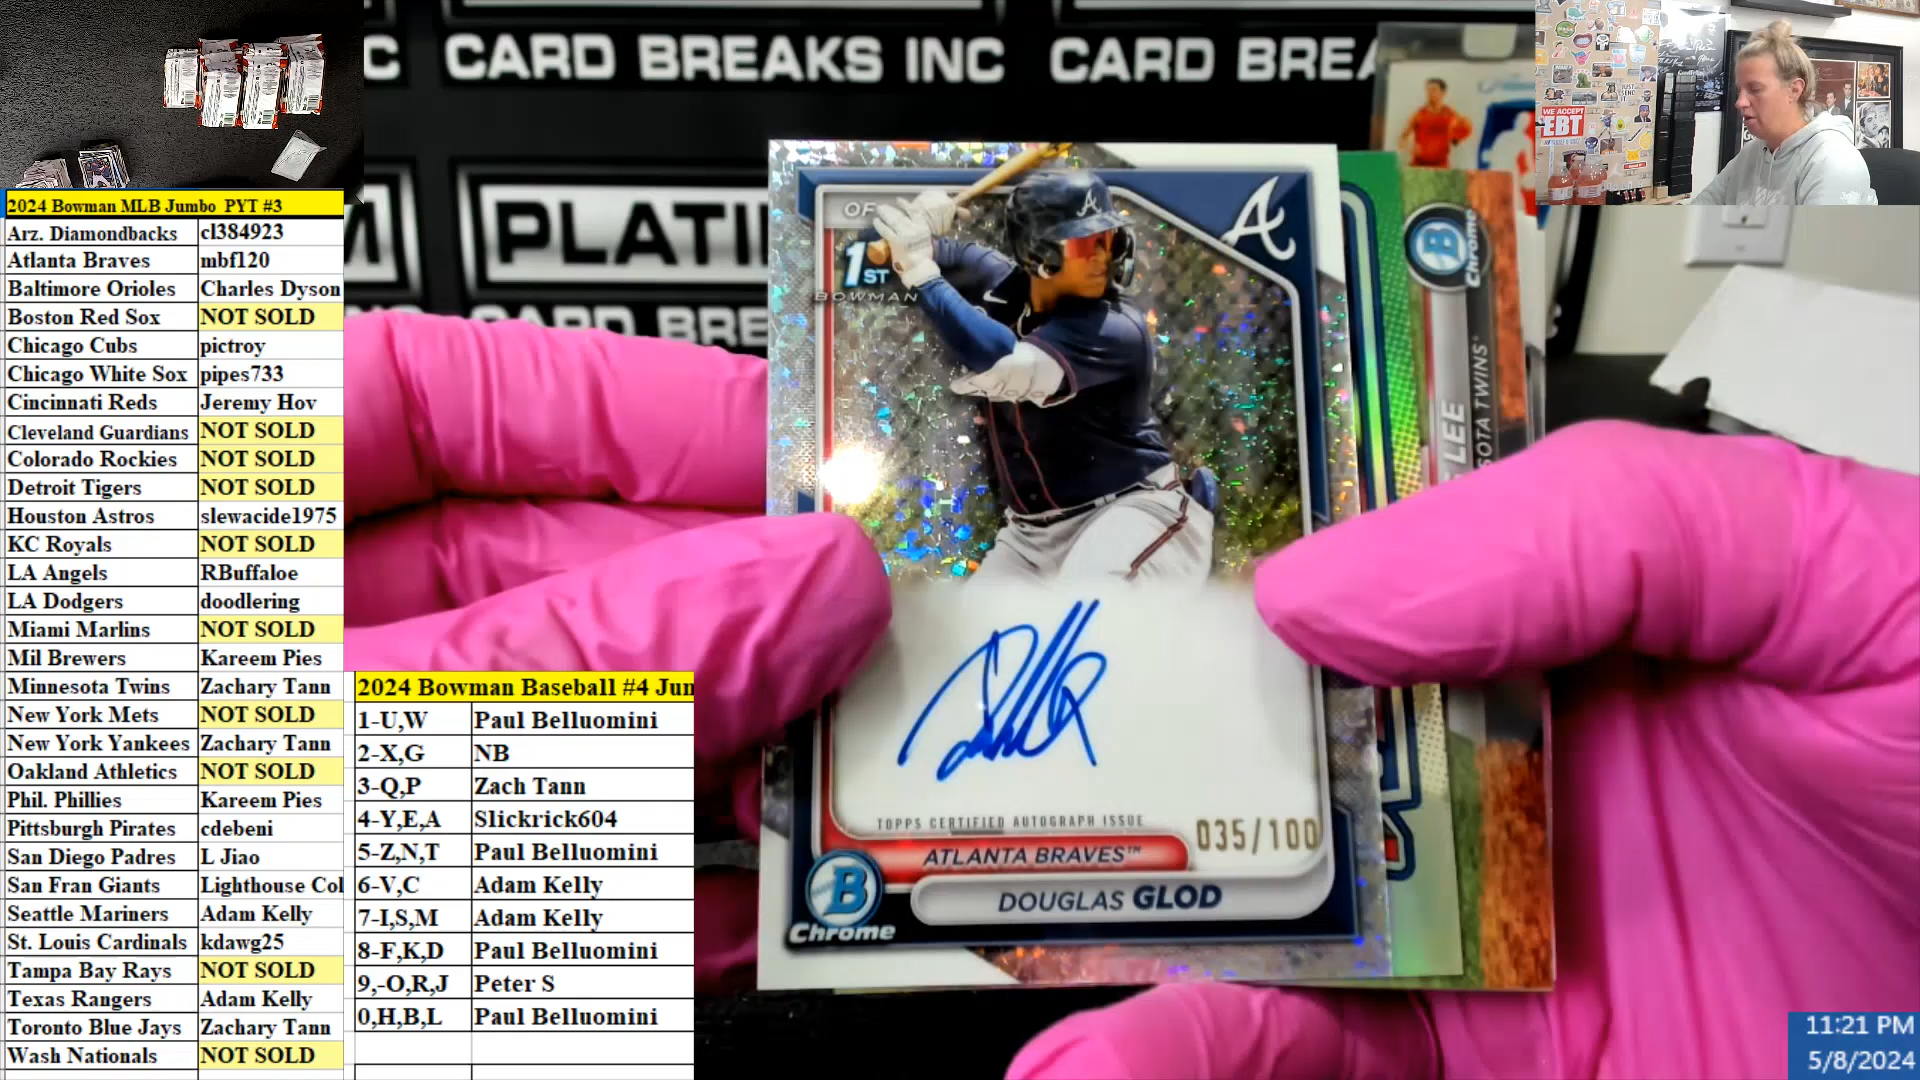 C CARD BREAKS INC CARD BREA
PLATI
CARD BRE
WE ACCEPT
EBT
2024 Bowman MLB Jumbo PYT #3
Arz. Diamondbacks cl384923
Atlanta Braves mbf120
Baltimore Orioles Charles Dyson
Boston Red Sox NOT SOLD
Chicago Cubs pictroy
Chicago White Sox pipes733
Cincinnati Reds Jeremy Hov
Cleveland Guardians NOT SOLD
Colorado Rockies NOT SOLD
Detroit Tigers NOT SOLD
Houston Astros slewacide1975
KC Royals NOT SOLD
LA Angels RBuffaloe
LA Dodgers doodlering
Miami Marlins NOT SOLD
Mil Brewers Kareem Pies
Minnesota Twins Zachary Tann
New York Mets NOT SOLD
New York Yankees Zachary Tann
Oakland Athletics NOT SOLD
Phil. Phillies Kareem Pies
Pittsburgh Pirates cdebeni
San Diego Padres L Jiao
San Fran Giants Lighthouse Col
Seattle Mariners Adam Kelly
St. Louis Cardinals kdawg25
Tampa Bay Rays NOT SOLD
Texas Rangers Adam Kelly
Toronto Blue Jays Zachary Tann
Wash Nationals NOT SOLD
2024 Bowman Baseball #4 Jun
1-U,W Paul Belluomini
2-X,G NB
3-Q,P Zach Tann
4-Y,E,A Slickrick604
5-Z,N,T Paul Belluomini
6-V,C Adam Kelly
7-I,S,M Adam Kelly
8-F,K,D Paul Belluomini
9,-O,R,J Peter S
0,H,B,L Paul Belluomini
OF
1ST
BOWMAN
A
TOPPS CERTIFIED AUTOGRAPH ISSUE
035/100
ATLANTA BRAVES™
DOUGLAS GLOD
B
Chrome
B
Chrome
LEE
SOTA TWINS
11:21 PM
5/8/2024